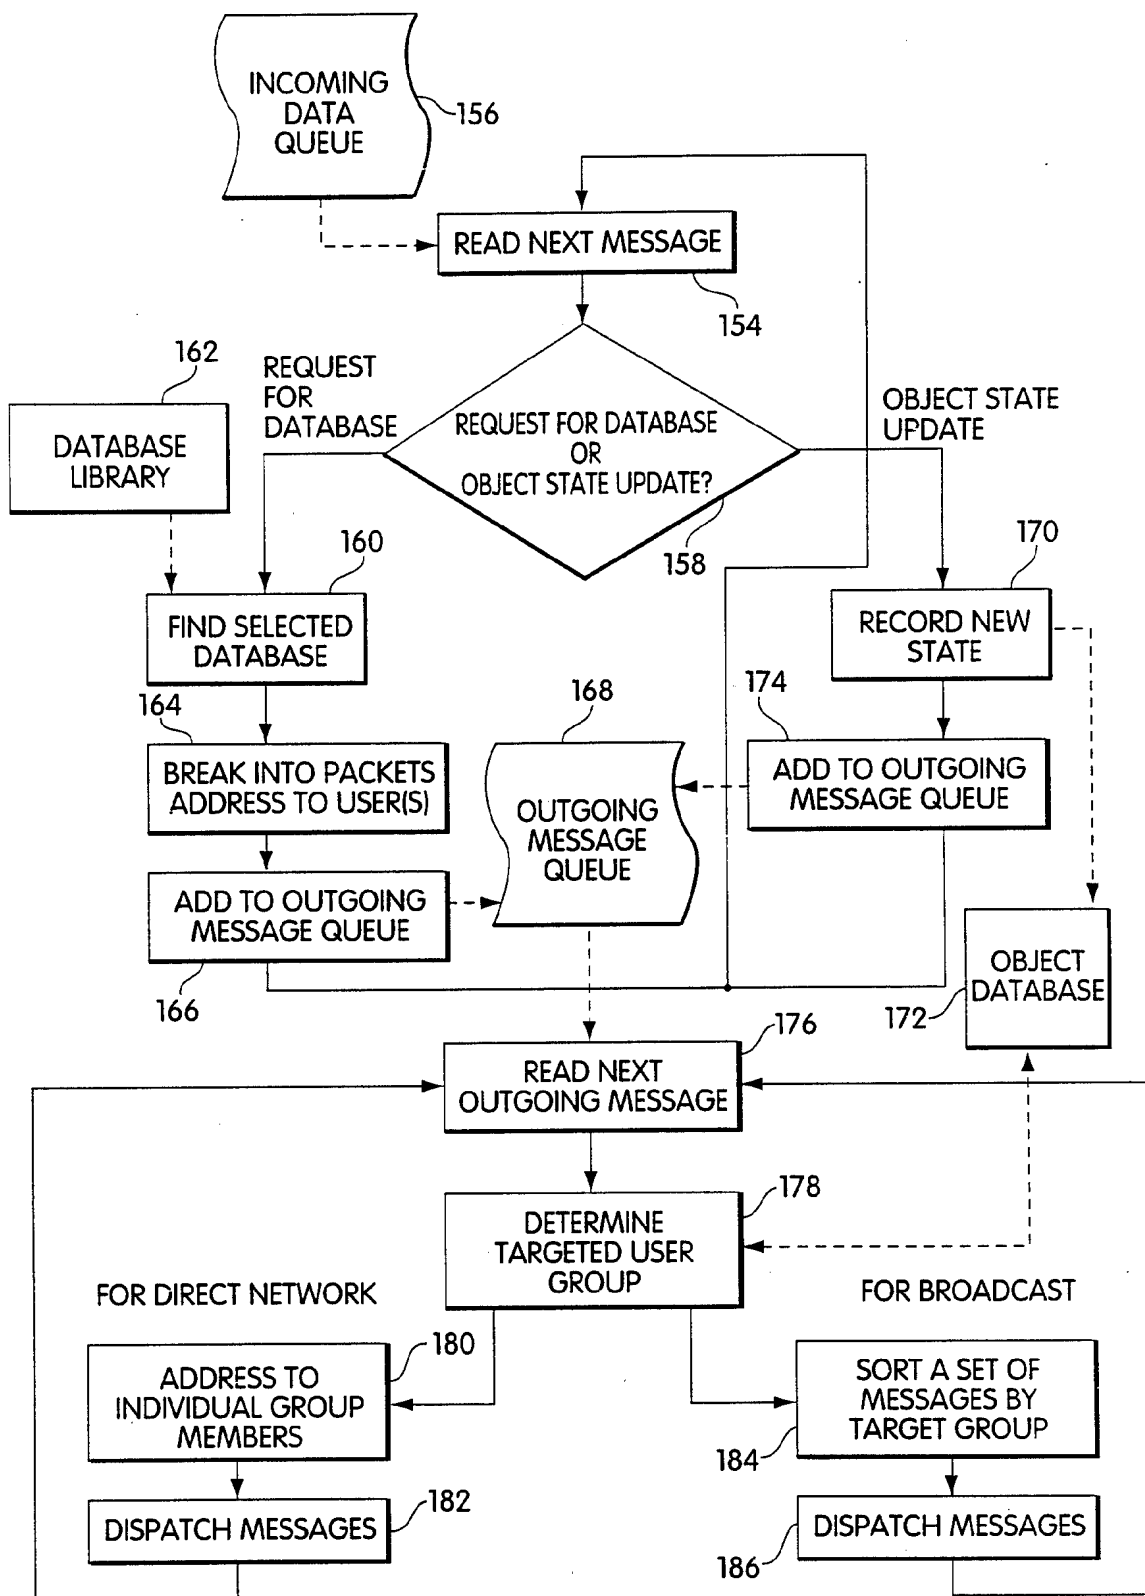 INCOMING
DATA
QUEUE
156
READ NEXT MESSAGE
154
162
REQUEST
FOR
DATABASE
REQUEST FOR DATABASE
OR
OBJECT STATE UPDATE?
158
OBJECT STATE
UPDATE
DATABASE
LIBRARY
160
170
FIND SELECTED
DATABASE
RECORD NEW
STATE
164
168
174
BREAK INTO PACKETS
ADDRESS TO USER(S)
OUTGOING
MESSAGE
QUEUE
ADD TO OUTGOING
MESSAGE QUEUE
ADD TO OUTGOING
MESSAGE QUEUE
166
OBJECT
DATABASE
172
176
READ NEXT
OUTGOING MESSAGE
178
DETERMINE
TARGETED USER
GROUP
FOR DIRECT NETWORK
FOR BROADCAST
180
ADDRESS TO
INDIVIDUAL GROUP
MEMBERS
SORT A SET OF
MESSAGES BY
TARGET GROUP
184
182
DISPATCH MESSAGES
DISPATCH MESSAGES
186